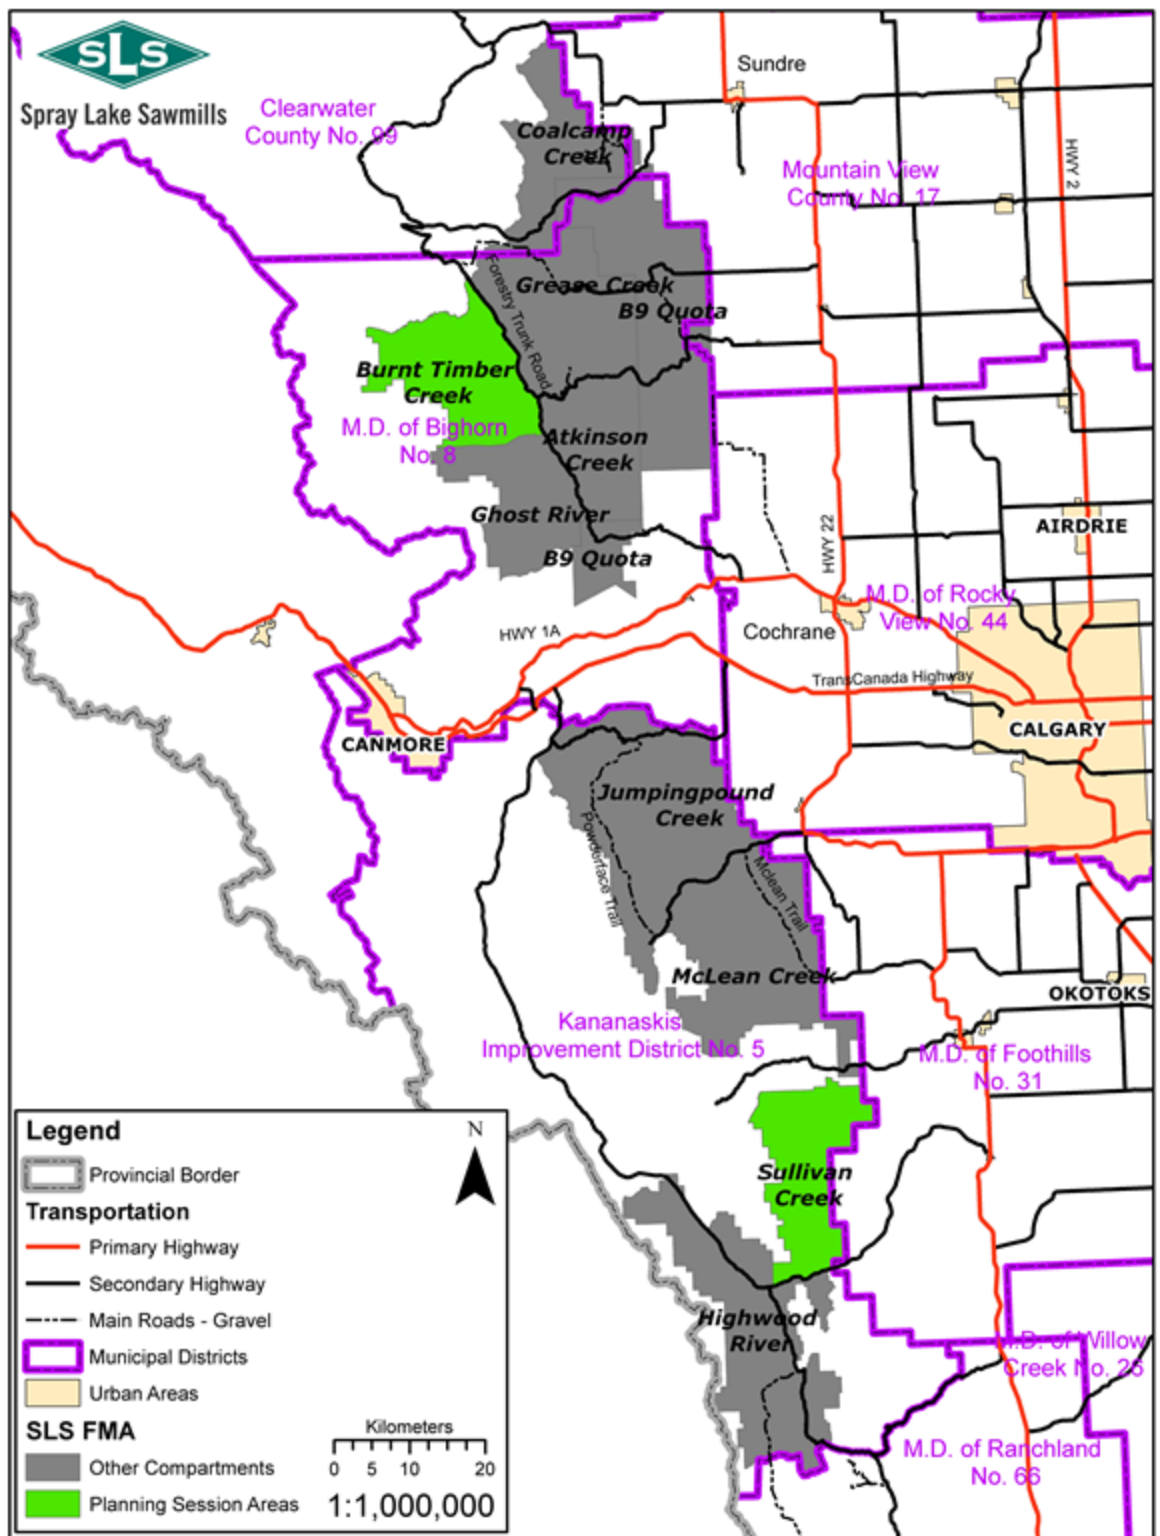 SLS
Spray Lake Sawmills
Clearwater
County No. 99
Sundre
Coalcamp
Creek
Mountain View
County No. 17
HWY 2
Forestry Trunk Road
Grease Creek
B9 Quota
Burnt Timber
Creek
M.D. of Bighorn
No. 8
Atkinson
Creek
Ghost River
B9 Quota
HWY 22
AIRDRIE
M.D. of Rocky
View No. 44
HWY 1A
Cochrane
TransCanada Highway
CALGARY
CANMORE
Jumpingpound
Creek
Powderface Trail
Mclean Trail
McLean Creek
OKOTOKS
Kananaskis
Improvement District No. 5
M.D. of Foothills
No. 31
Sullivan
Creek
Highwood
River
M.D. of Willow
Creek No. 26
M.D. of Ranchland
No. 66
Legend
N
Provincial Border
Transportation
Primary Highway
Secondary Highway
Main Roads - Gravel
Municipal Districts
Urban Areas
SLS FMA
Other Compartments
Planning Session Areas
Kilometers
0 5 10 20
1:1,000,000